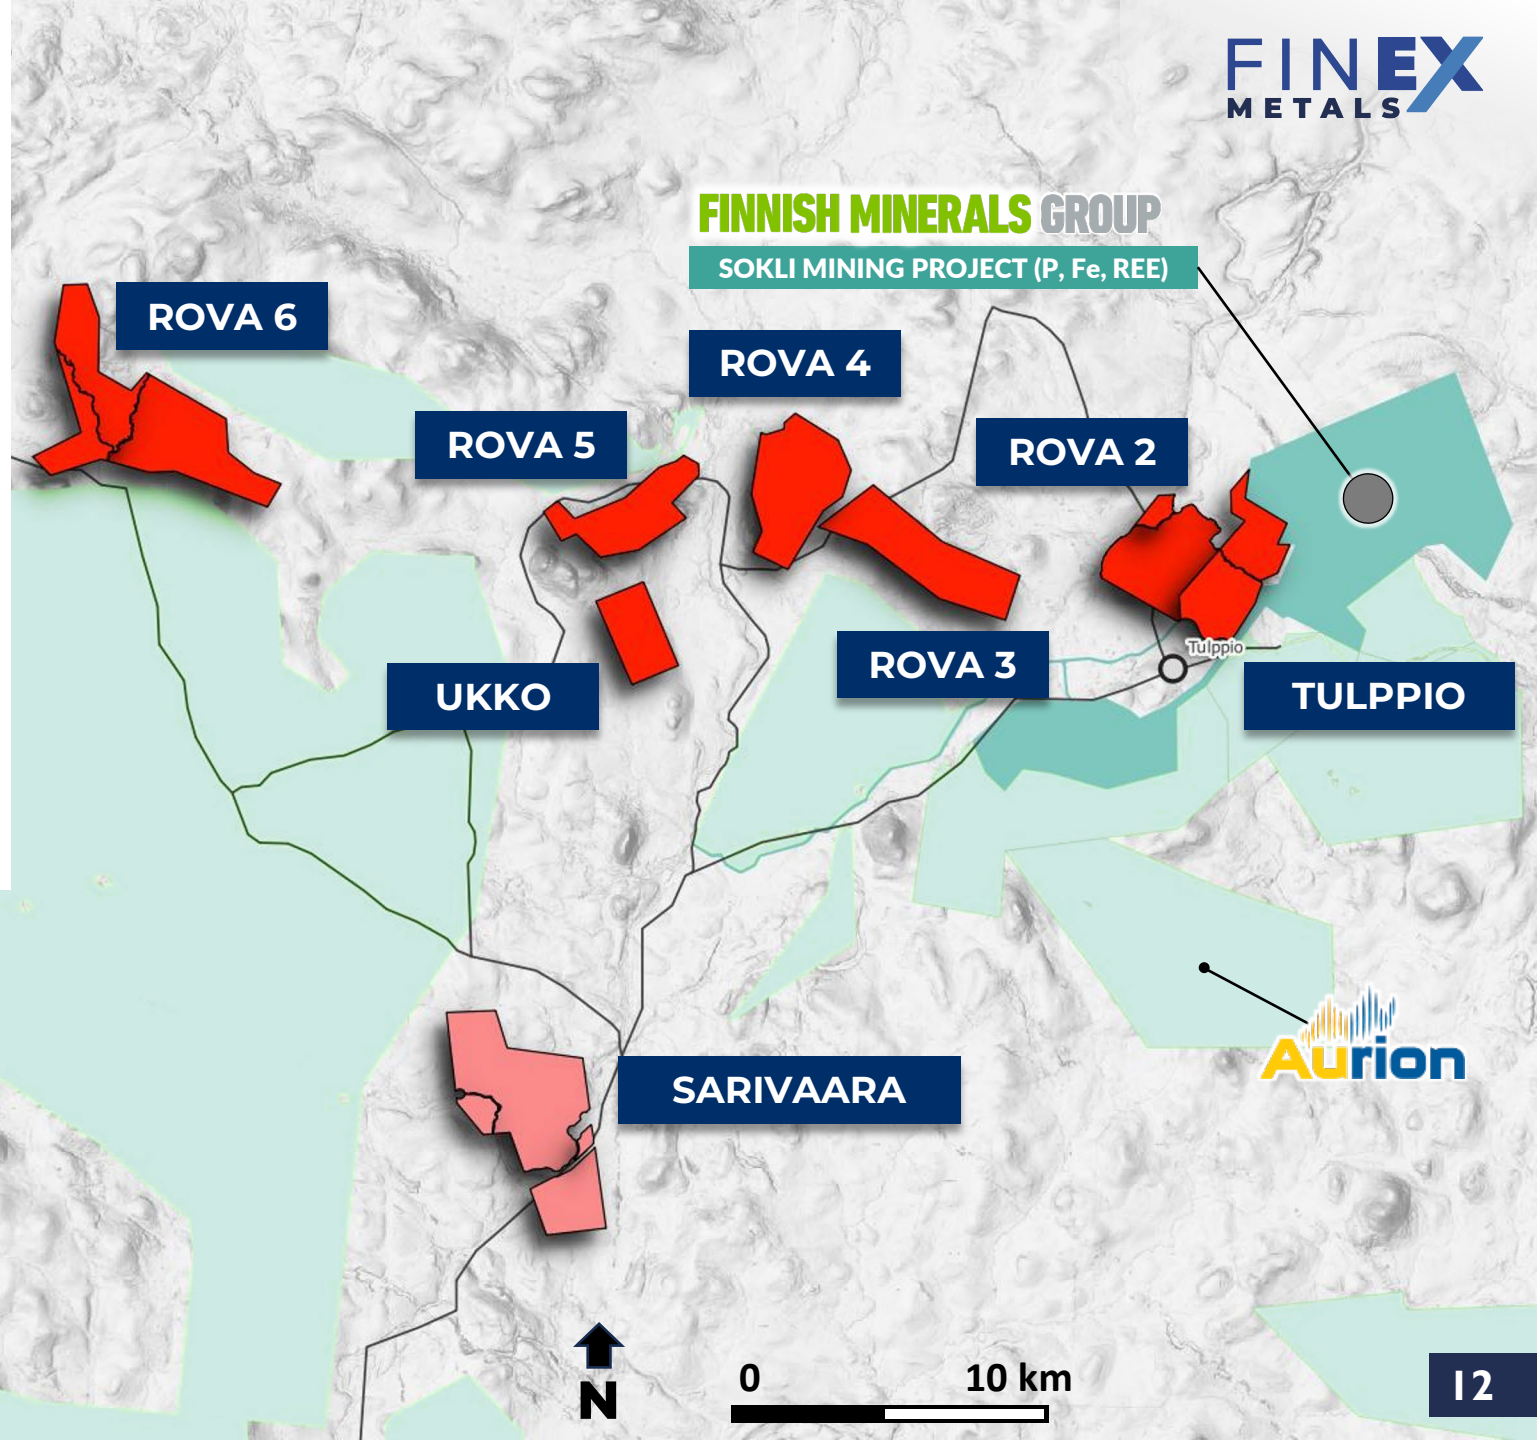 FINEX
METALS
FINNISH MINERALS GROUP
SOKLI MINING PROJECT (P, Fe, REE)
ROVA 6
ROVA 4
ROVA 5
ROVA 2
Tulppio
ROVA 3
UKKO
TULPPIO
Aurion
SARIVAARA
N
0 10 km
12